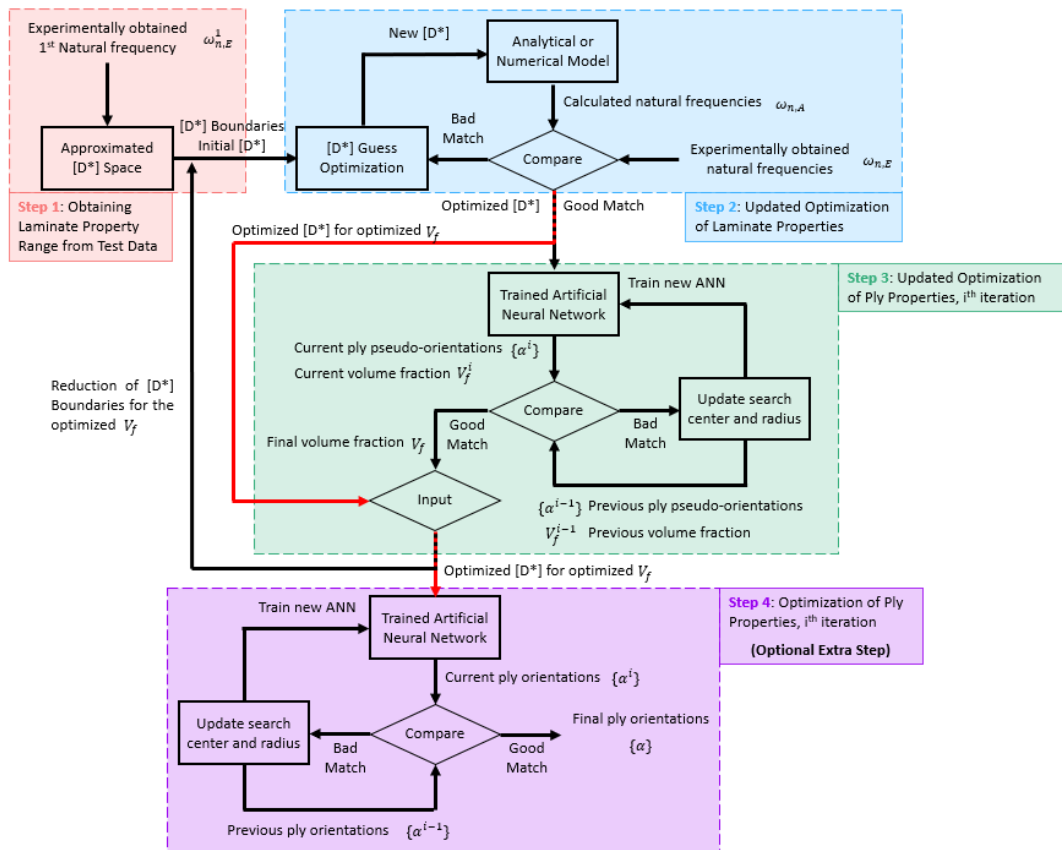 Experimentally obtained
1st Natural frequency ω¹n,E
Approximated
[D*] Space
[D*] Boundaries
Initial [D*]
Step 1: Obtaining
Laminate Property
Range from Test Data
New [D*]
Analytical or
Numerical Model
Calculated natural frequencies ωn,A
[D*] Guess
Optimization
Bad
Match
Compare
Experimentally obtained
natural frequencies ωn,E
Step 2: Updated Optimization
of Laminate Properties
Optimized [D*]
Good Match
Optimized [D*] for optimized Vf
Step 3: Updated Optimization
of Ply Properties, ith iteration
Trained Artificial
Neural Network
Train new ANN
Current ply pseudo-orientations {αⁱ}
Current volume fraction Vfⁱ
Compare
Update search
center and radius
Good
Match
Bad
Match
Final volume fraction Vf
Input
{αⁱ⁻¹} Previous ply pseudo-orientations
Vfⁱ⁻¹ Previous volume fraction
Reduction of [D*]
Boundaries for the
optimized Vf
Optimized [D*] for optimized Vf
Step 4: Optimization of Ply
Properties, ith iteration
(Optional Extra Step)
Train new ANN
Trained Artificial
Neural Network
Current ply orientations {αⁱ}
Update search
center and radius
Bad
Match
Compare
Good
Match
Final ply orientations
{α}
Previous ply orientations {αⁱ⁻¹}